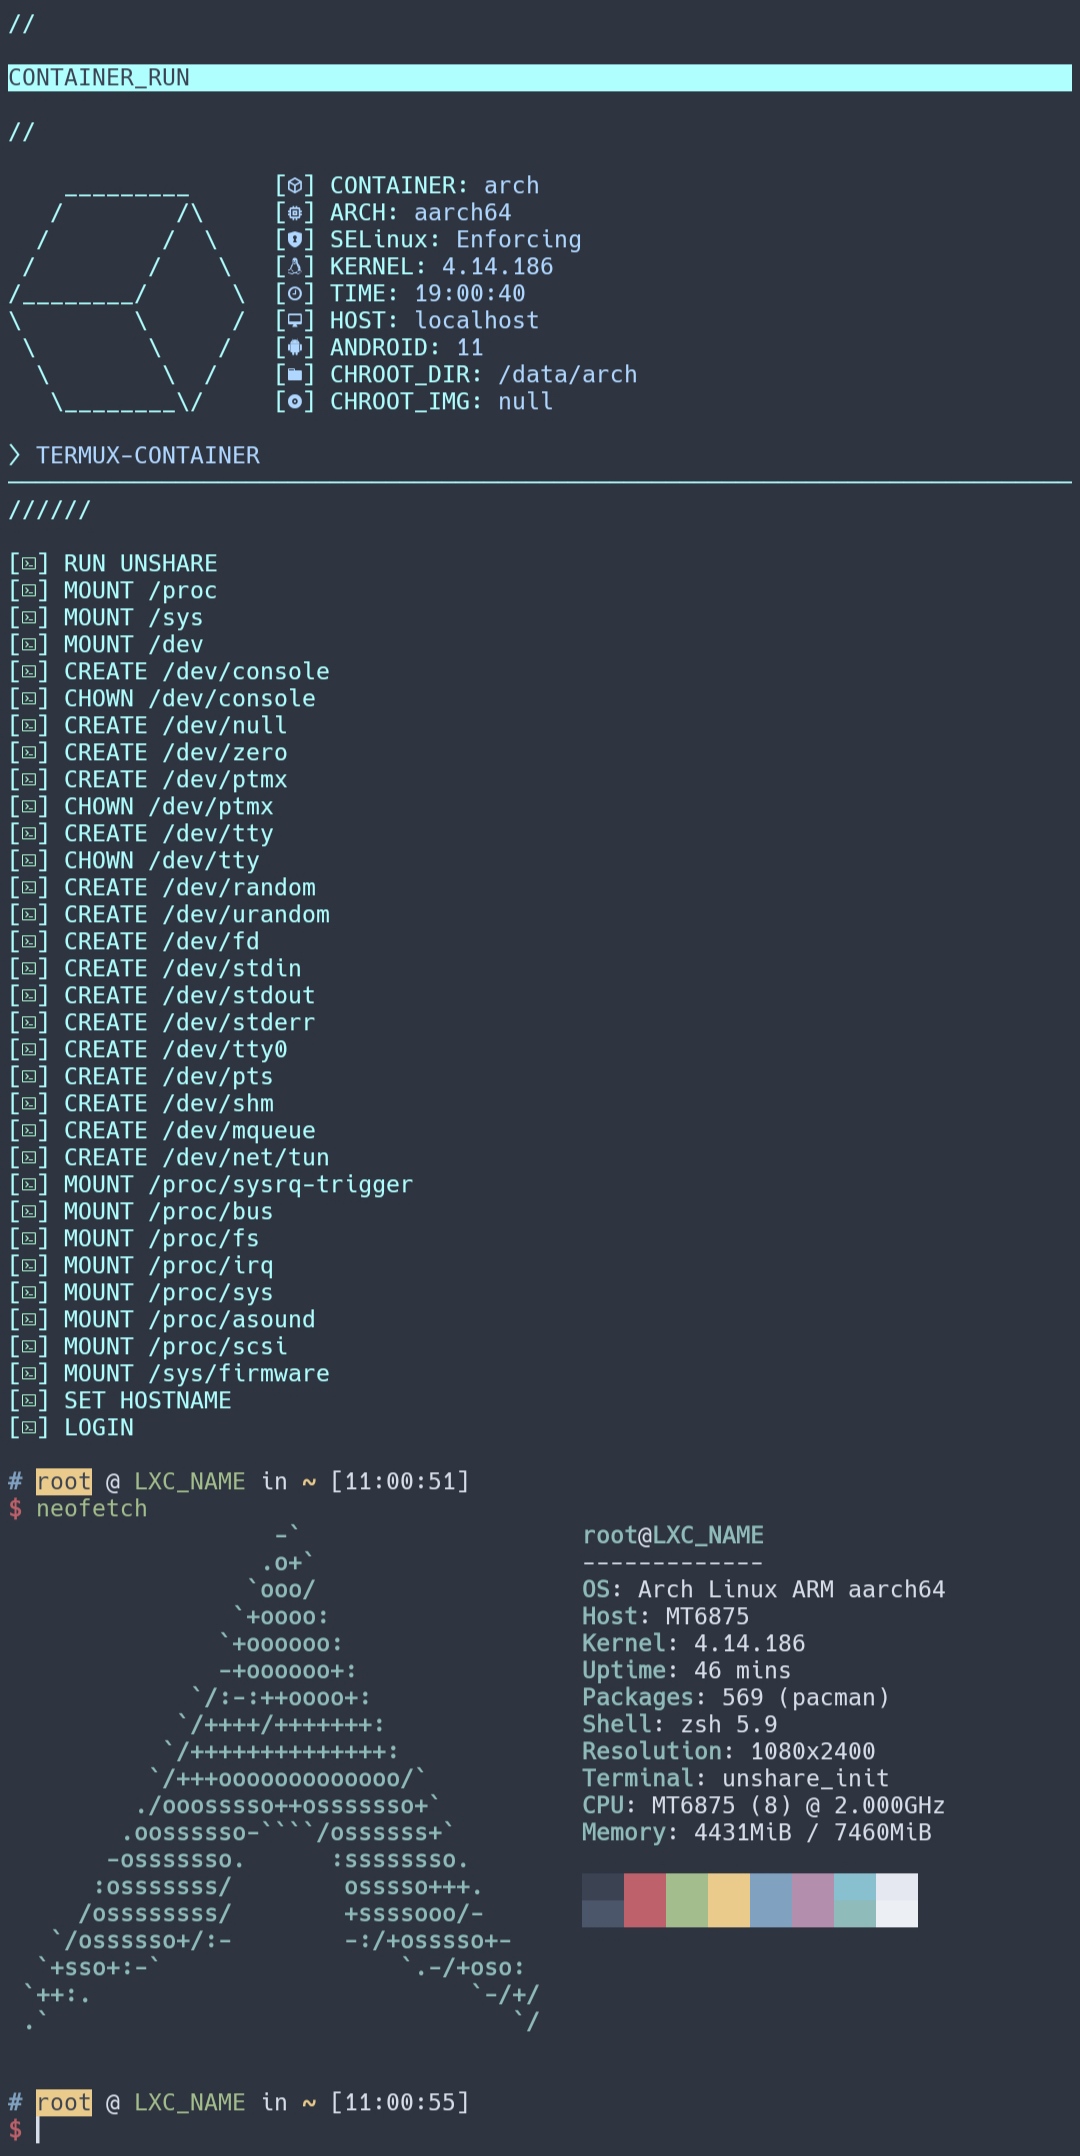 //
CONTAINER_RUN
//
[] CONTAINER: arch
[] ARCH: aarch64
[] SELinux: Enforcing
[] KERNEL: 4.14.186
[] TIME: 19:00:40
[] HOST: localhost
[] ANDROID: 11
[] CHROOT_DIR: /data/arch
[] CHROOT_IMG: null
❯ TERMUX-CONTAINER
//////
[] RUN UNSHARE
[] MOUNT /proc
[] MOUNT /sys
[] MOUNT /dev
[] CREATE /dev/console
[] CHOWN /dev/console
[] CREATE /dev/null
[] CREATE /dev/zero
[] CREATE /dev/ptmx
[] CHOWN /dev/ptmx
[] CREATE /dev/tty
[] CHOWN /dev/tty
[] CREATE /dev/random
[] CREATE /dev/urandom
[] CREATE /dev/fd
[] CREATE /dev/stdin
[] CREATE /dev/stdout
[] CREATE /dev/stderr
[] CREATE /dev/tty0
[] CREATE /dev/pts
[] CREATE /dev/shm
[] CREATE /dev/mqueue
[] CREATE /dev/net/tun
[] MOUNT /proc/sysrq-trigger
[] MOUNT /proc/bus
[] MOUNT /proc/fs
[] MOUNT /proc/irq
[] MOUNT /proc/sys
[] MOUNT /proc/asound
[] MOUNT /proc/scsi
[] MOUNT /sys/firmware
[] SET HOSTNAME
[] LOGIN
# root @ LXC_NAME in ~ [11:00:51]
$ neofetch
root@LXC_NAME
-------------
OS: Arch Linux ARM aarch64
Host: MT6875
Kernel: 4.14.186
Uptime: 46 mins
Packages: 569 (pacman)
Shell: zsh 5.9
Resolution: 1080x2400
Terminal: unshare_init
CPU: MT6875 (8) @ 2.000GHz
Memory: 4431MiB / 7460MiB
# root @ LXC_NAME in ~ [11:00:55]
$